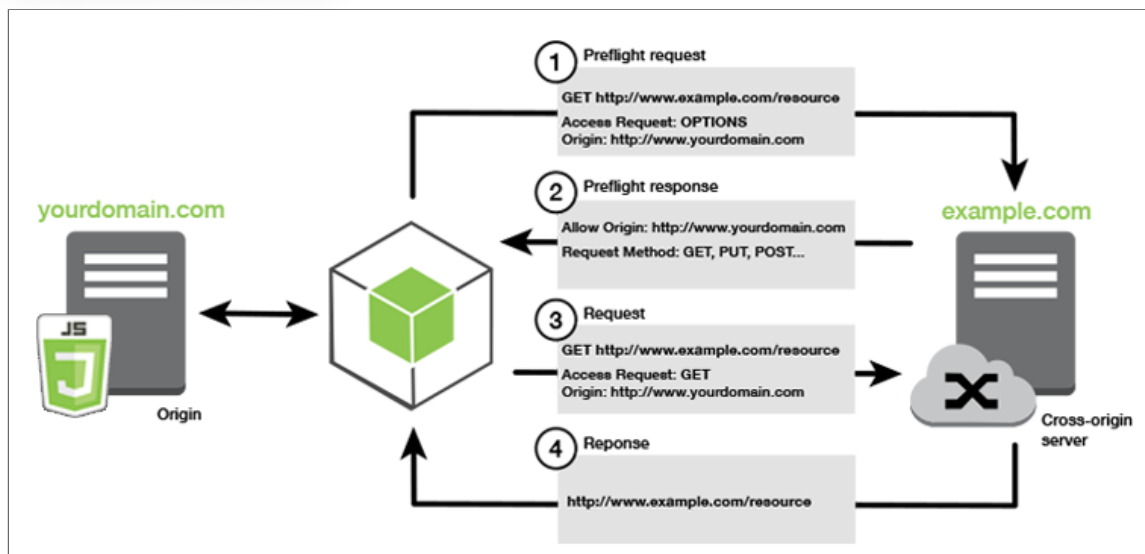 1 Preflight request
GET http://www.example.com/resource
Access Request: OPTIONS
Origin: http://www.yourdomain.com
2 Preflight response
Allow Origin: http://www.yourdomain.com
Request Method: GET, PUT, POST...
yourdomain.com
example.com
JS
Origin
3 Request
GET http://www.example.com/resource
Access Request: GET
Origin: http://www.yourdomain.com
Cross-origin
server
4 Reponse
http://www.example.com/resource